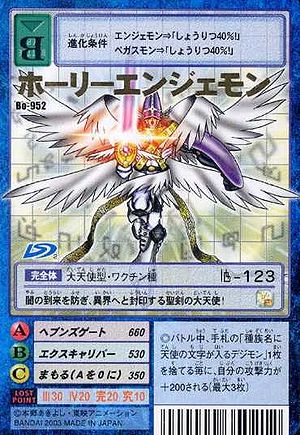 進化条件
エンジェモン⇒「しょうりつ40%!」
ペガスモン⇒「しょうりつ40%!」
ホーリーエンジェモン
Bo-952
完全体 大天使型・ワクチン種
B-123
闇の到来を防ぎ、異界へと封印する聖剣の大天使!
A ヘブンズゲート 660
B エクスキャリバー 530
C まもる(Aを0に) 350
LOST POINT III30 IV20 完20 究10
◎バトル中、手札の「種族名に
天使の文字が入るデジモン」1枚
を捨てる毎に、自分の攻撃力が
+200される(最大3枚)
©本郷あきよし・東映アニメーション
BANDAI 2003 MADE IN JAPAN